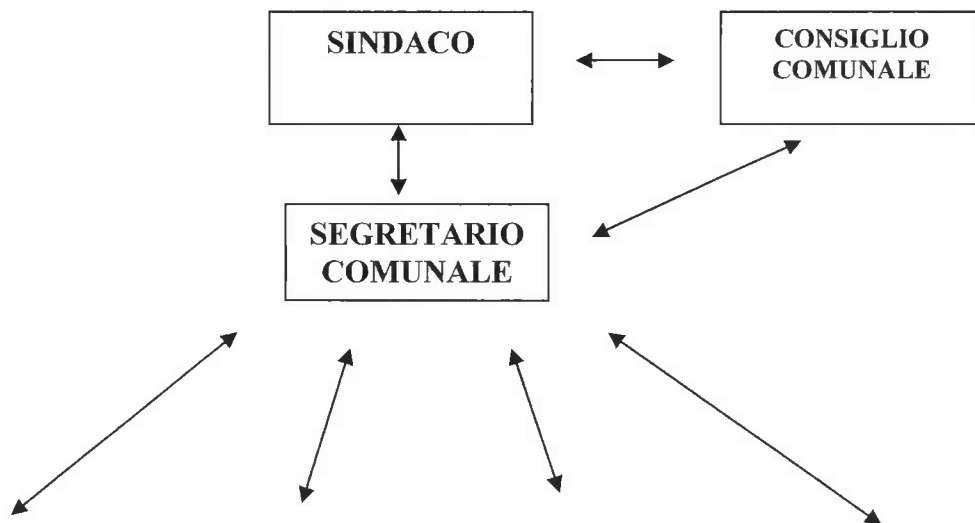 SINDACO
CONSIGLIO
COMUNALE
SEGRETARIO
COMUNALE